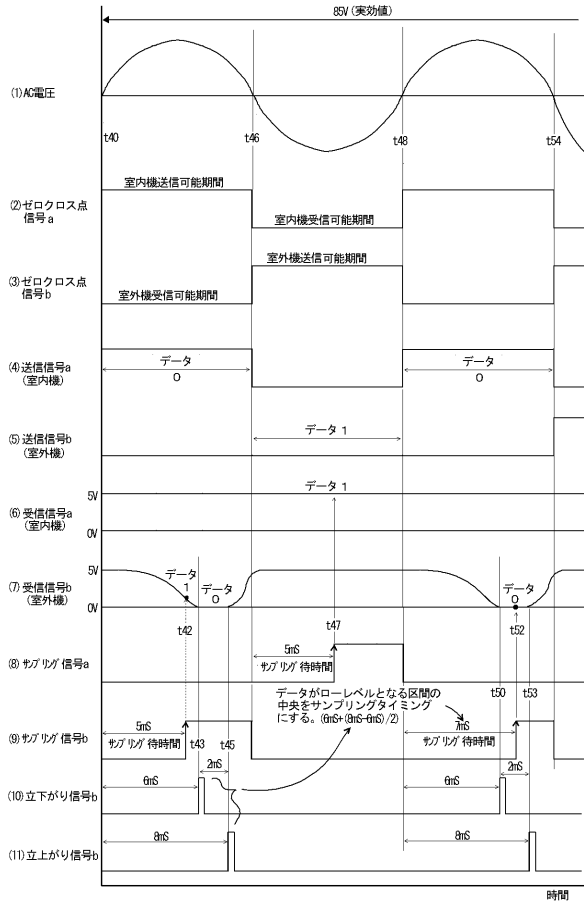 85V(実効値)
(1)AC電圧
t40
t46
t48
t54
室内機送信可能期間
(2)ゼロクロス点
信号a
室内機受信可能期間
室外機送信可能期間
(3)ゼロクロス点
信号b
室外機受信可能期間
(4)送信信号a
(室内機)
データ
0
データ
0
(5)送信信号b
(室外機)
データ 1
5V
データ 1
(6)受信信号a
(室内機)
0V
5V
データ
1
データ
0
データ
0
(7)受信信号b
(室外機)
0V
t42
t47
t52
(8)サンプリング信号a
5mS
サンプリング待時間
t50
t53
データがローレベルとなる区間の
中央をサンプリングタイミング
にする。(6mS+(8mS-6mS)/2)
(9)サンプリング信号b
5mS
サンプリング待時間
t43
t45
7mS
サンプリング待時間
2mS
2mS
(10)立下がり信号b
6mS
6mS
(11)立上がり信号b
8mS
8mS
時間